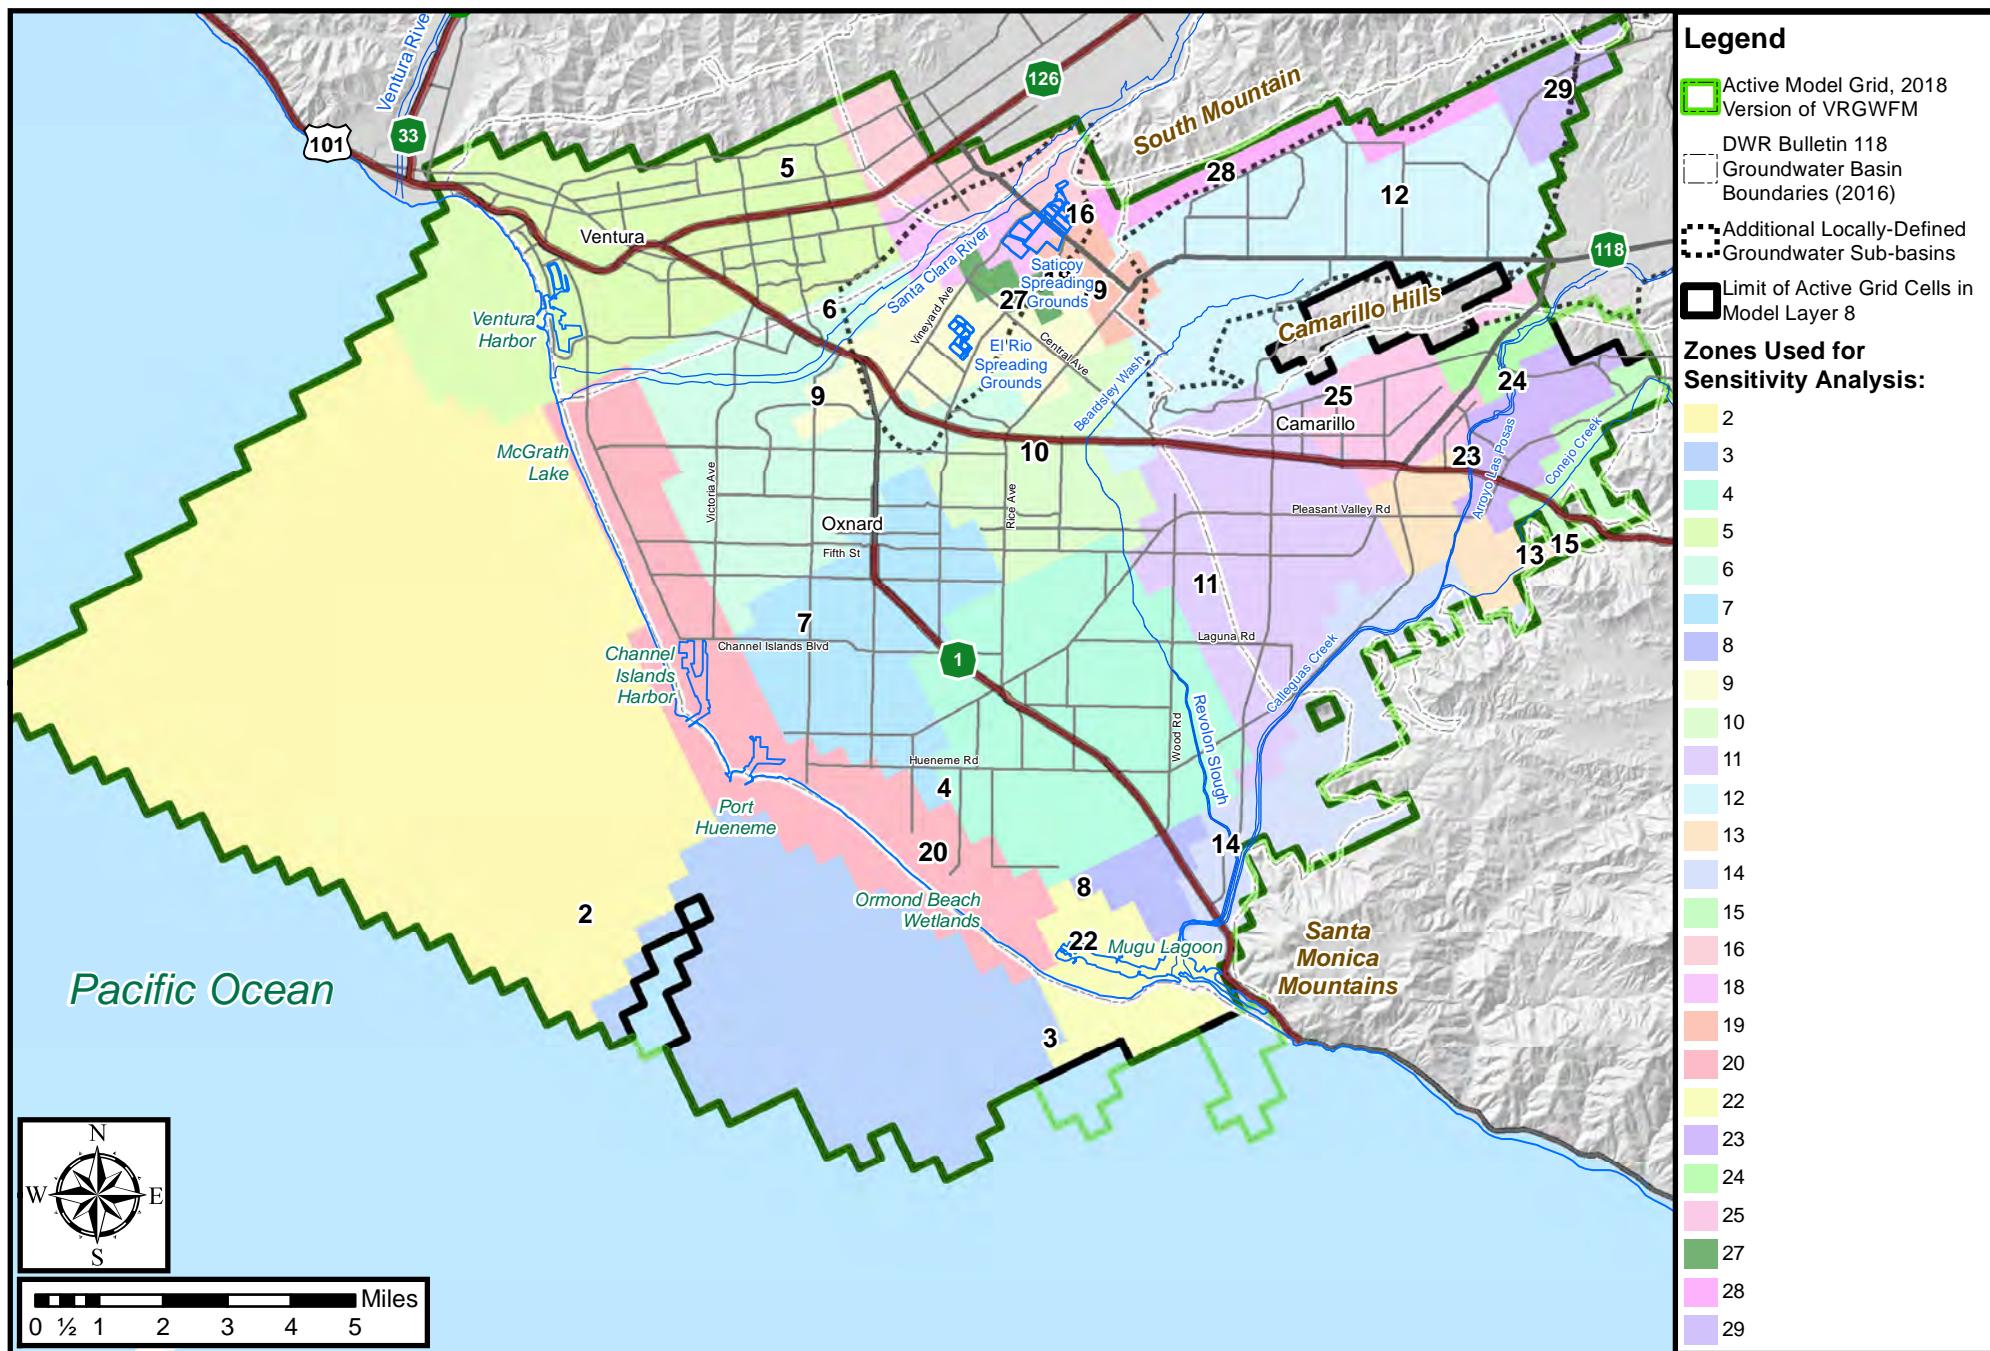 Ventura River
126
33
101
South Mountain
29
5
28
12
16
Ventura
118
Santa Clara River
Saticoy
Spreading
Grounds
27
9
6
Vineyard Ave
Camarillo Hills
Ventura
Harbor
El Rio
Spreading
Grounds
Central Ave
Beardsley Wash
9
25
24
Camarillo
10
McGrath
Lake
23
Arroyo Las Posas
Conejo Creek
Victoria Ave
Rice Ave
Pleasant Valley Rd
Oxnard
Fifth St
13
15
11
7
Channel Islands Blvd
Laguna Rd
1
Channel
Islands
Harbor
Calleguas Creek
Revolon Slough
Wood Rd
Hueneme Rd
4
Port
Hueneme
14
20
8
Ormond Beach
Wetlands
2
22
Mugu Lagoon
Santa
Monica
Mountains
Pacific Ocean
3
N
W
E
S
Miles
0 ½ 1 2 3 4 5
Legend
Active Model Grid, 2018
Version of VRGWFM
DWR Bulletin 118
Groundwater Basin
Boundaries (2016)
Additional Locally-Defined
Groundwater Sub-basins
Limit of Active Grid Cells in
Model Layer 8
Zones Used for
Sensitivity Analysis:
2
3
4
5
6
7
8
9
10
11
12
13
14
15
16
18
19
20
22
23
24
25
27
28
29